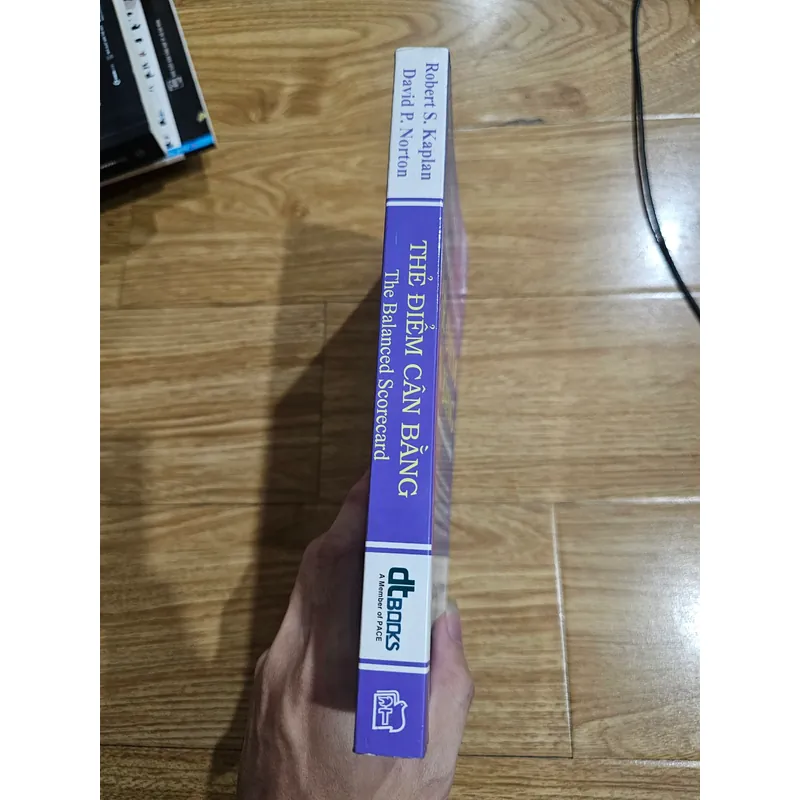 Robert S. Kaplan
David P. Norton
THẺ ĐIỂM CÂN BẰNG
The Balanced Scorecard
dtBOOKS
A Member of PACE